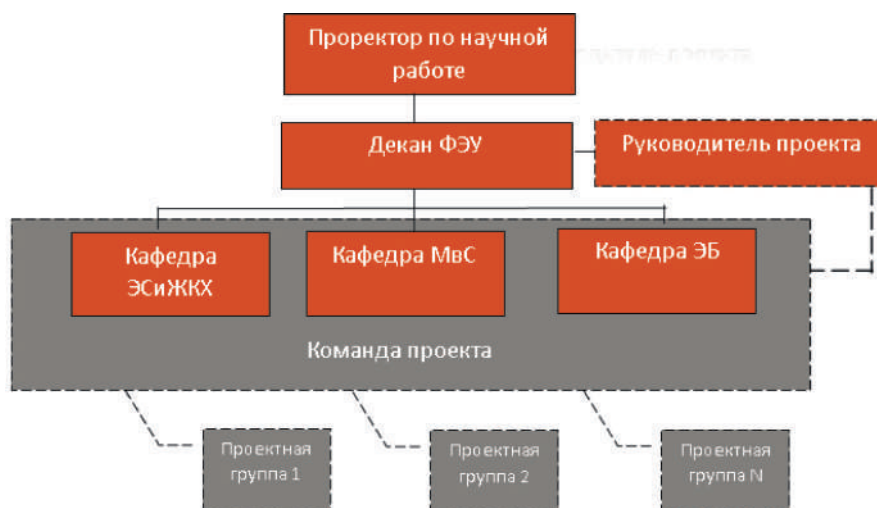 Проректор по научной
работе
Декан ФЭУ
Руководитель проекта
Кафедра
ЭСиЖКХ
Кафедра МвС
Кафедра ЭБ
Команда проекта
Проектная
группа 1
Проектная
группа 2
Проектная
группа N